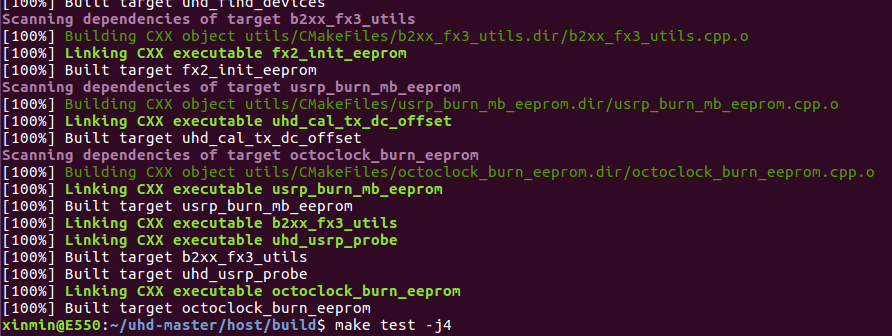 [100%] Built target uhd_find_devices
Scanning dependencies of target b2xx_fx3_utils
[100%] Building CXX object utils/CMakeFiles/b2xx_fx3_utils.dir/b2xx_fx3_utils.cpp.o
[100%] Linking CXX executable fx2_init_eeprom
[100%] Built target fx2_init_eeprom
Scanning dependencies of target usrp_burn_mb_eeprom
[100%] Building CXX object utils/CMakeFiles/usrp_burn_mb_eeprom.dir/usrp_burn_mb_eeprom.cpp.o
[100%] Linking CXX executable uhd_cal_tx_dc_offset
[100%] Built target uhd_cal_tx_dc_offset
Scanning dependencies of target octoclock_burn_eeprom
[100%] Building CXX object utils/CMakeFiles/octoclock_burn_eeprom.dir/octoclock_burn_eeprom.cpp.o
[100%] Linking CXX executable usrp_burn_mb_eeprom
[100%] Built target usrp_burn_mb_eeprom
[100%] Linking CXX executable b2xx_fx3_utils
[100%] Linking CXX executable uhd_usrp_probe
[100%] Built target b2xx_fx3_utils
[100%] Built target uhd_usrp_probe
[100%] Linking CXX executable octoclock_burn_eeprom
[100%] Built target octoclock_burn_eeprom
xinmin@E550:~/uhd-master/host/build$ make test -j4